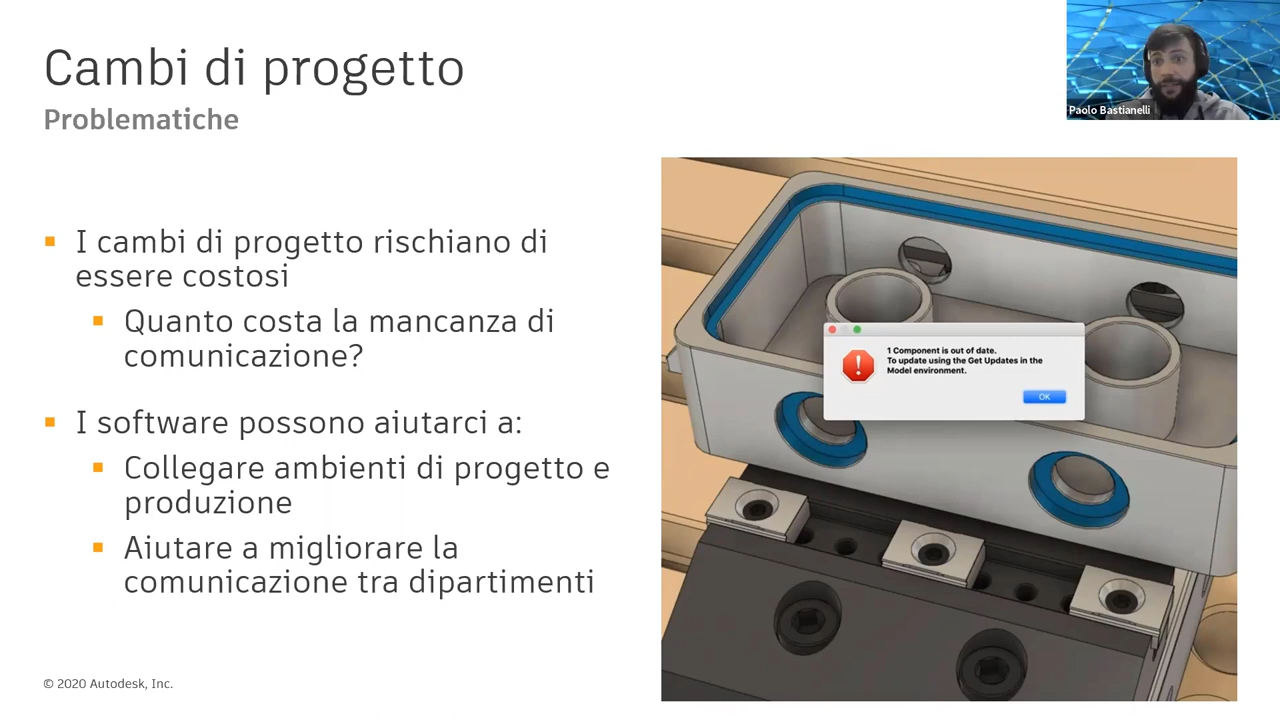 Cambi di progetto
Problematiche
Paolo Bastianelli
I cambi di progetto rischiano di
essere costosi
Quanto costa la mancanza di
comunicazione?
I software possono aiutarci a:
Collegare ambienti di progetto e
produzione
Aiutare a migliorare la
comunicazione tra dipartimenti
1 Component is out of date.
To update using the Get Updates in the
Model environment.
OK
© 2020 Autodesk, Inc.